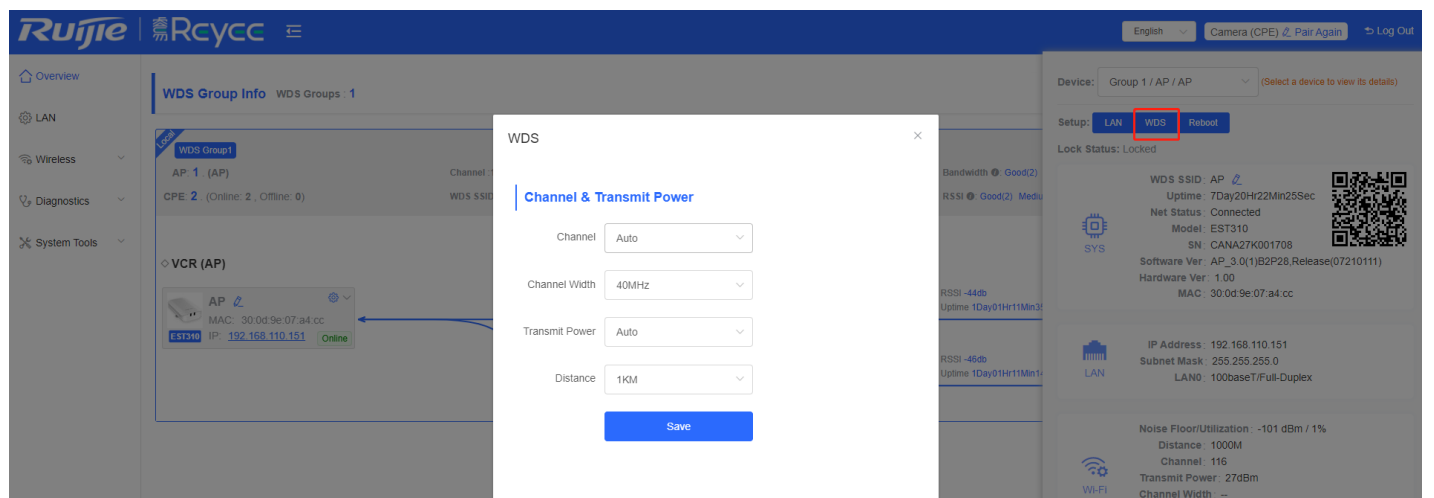 Ruijie 睿易 Reyee
English
Camera (CPE) Pair Again
Log Out
Overview
LAN
Wireless
Diagnostics
System Tools
WDS Group Info WDS Groups : 1
Local
WDS Group1
AP: 1 (AP)
CPE: 2 (Online: 2 , Offline: 0)
Channel :1
WDS SSID
Bandwidth : Good(2)
RSSI : Good(2) Mediu
VCR (AP)
AP
MAC: 30:0d:9e:07:a4:cc
EST310 IP: 192.168.110.151 Online
RSSI -44db
Uptime 1Day01Hr11Min3
RSSI -46db
Uptime 1Day01Hr11Min1
WDS
Channel & Transmit Power
Channel Auto
Channel Width 40MHz
Transmit Power Auto
Distance 1KM
Save
Device: Group 1 / AP / AP (Select a device to view its details)
Setup: LAN WDS Reboot
Lock Status: Locked
SYS
WDS SSID: AP
Uptime: 7Day20Hr22Min25Sec
Net Status: Connected
Model: EST310
SN: CANA27K001708
Software Ver: AP_3.0(1)B2P28,Release(07210111)
Hardware Ver: 1.00
MAC: 30:0d:9e:07:a4:cc
LAN
IP Address: 192.168.110.151
Subnet Mask: 255.255.255.0
LAN0: 100baseT/Full-Duplex
Wi-Fi
Noise Floor/Utilization: -101 dBm / 1%
Distance: 1000M
Channel: 116
Transmit Power: 27dBm
Channel Width: --